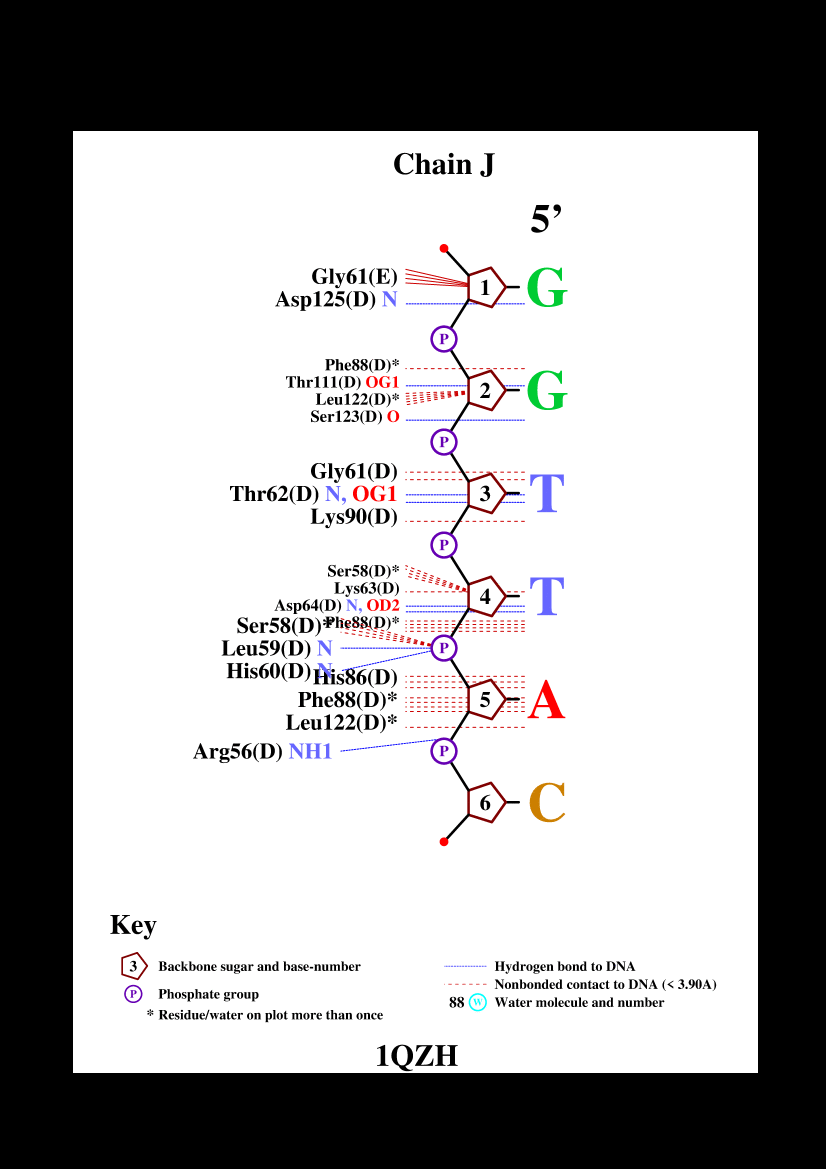 Chain J
5’
Gly61(E)
1
G
Asp125(D) N
P
Phe88(D)*
Thr111(D) OG1
2
G
Leu122(D)*
Ser123(D) O
P
Gly61(D)
Thr62(D) N, OG1
3
T
Lys90(D)
P
Ser58(D)*
Lys63(D)
4
T
Asp64(D) N, OD2
Phe88(D)*
Ser58(D)*
Leu59(D) N
P
His60(D) N
His86(D)
Phe88(D)*
5
A
Leu122(D)*
Arg56(D) NH1
P
6
C
Key
3 Backbone sugar and base-number
P Phosphate group
* Residue/water on plot more than once
Hydrogen bond to DNA
Nonbonded contact to DNA (< 3.90A)
88 W Water molecule and number
1QZH